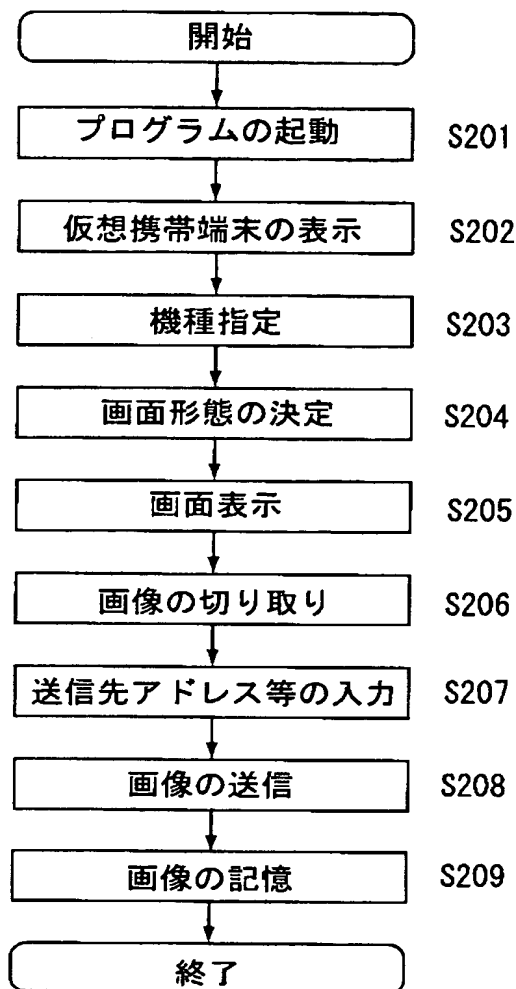 開始
プログラムの起動 S201
仮想携帯端末の表示 S202
機種指定 S203
画面形態の決定 S204
画面表示 S205
画像の切り取り S206
送信先アドレス等の入力 S207
画像の送信 S208
画像の記憶 S209
終了